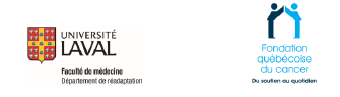 UNIVERSITÉ
LAVAL
Faculté de médecine
Département de réadaptation
Fondation
québécoise
du cancer
Du soutien au quotidien